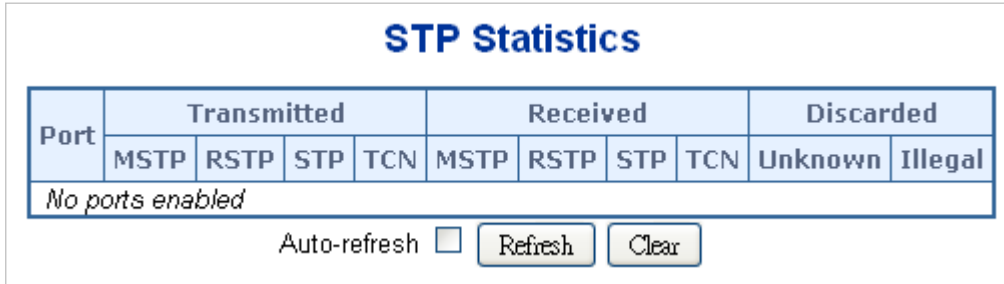 STP Statistics
Port Transmitted Received Discarded
MSTP RSTP STP TCN MSTP RSTP STP TCN Unknown Illegal
No ports enabled
Auto-refresh Refresh Clear